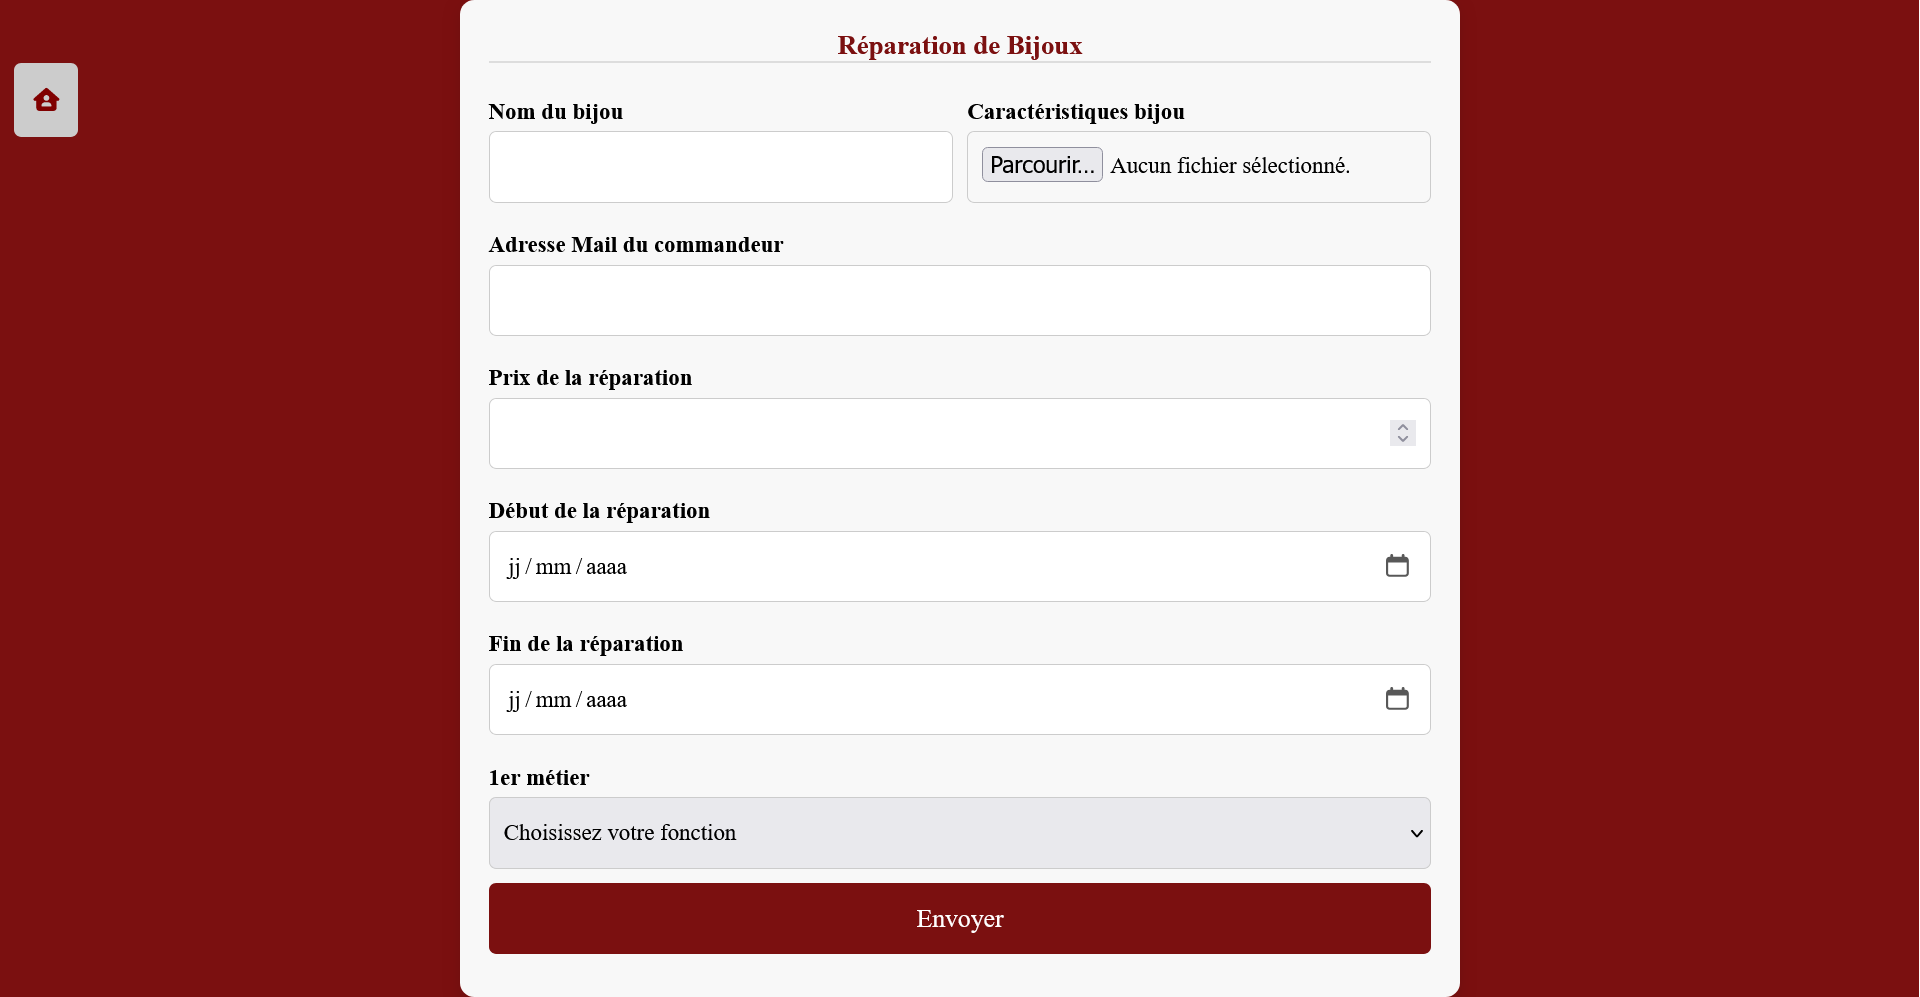 Réparation de Bijoux
Nom du bijou
Caractéristiques bijou
Parcourir... Aucun fichier sélectionné.
Adresse Mail du commandeur
Prix de la réparation
Début de la réparation
jj / mm / aaaa
Fin de la réparation
jj / mm / aaaa
1er métier
Choisissez votre fonction
Envoyer